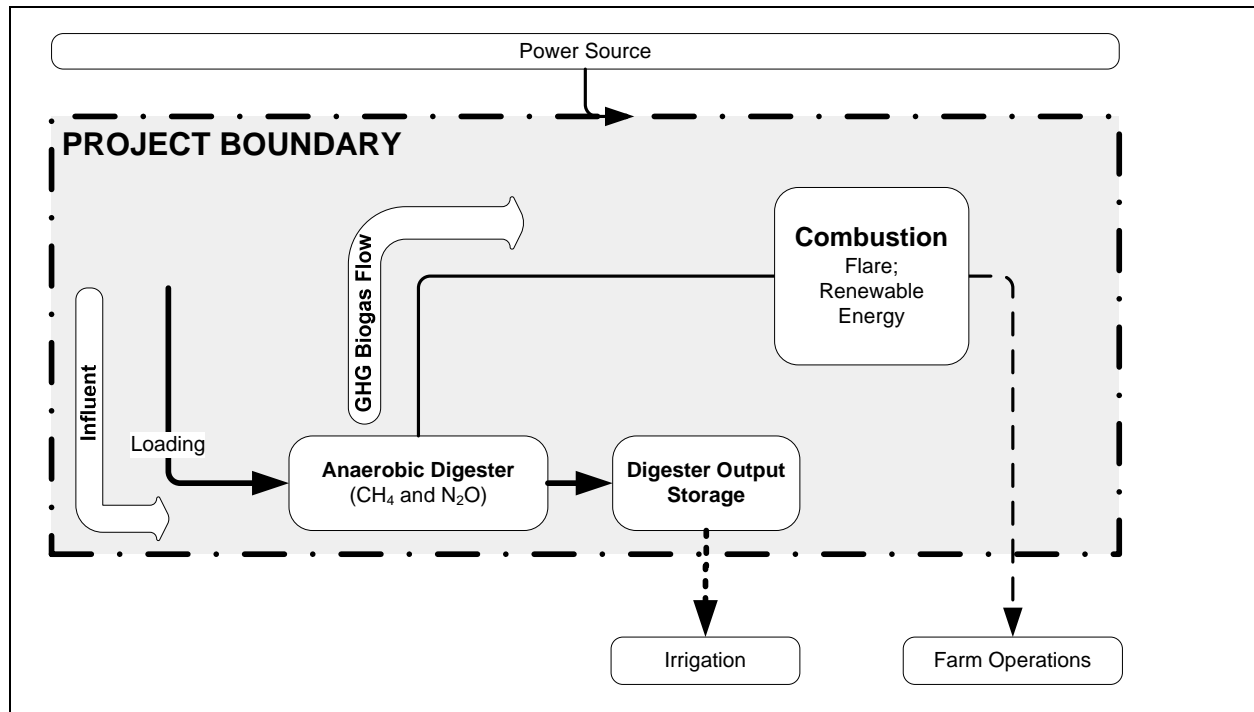 Power Source
PROJECT BOUNDARY
GHG Biogas Flow
Combustion
Flare;
Renewable
Energy
Influent
Loading
Anaerobic Digester
(CH₄ and N₂O)
Digester Output
Storage
Irrigation
Farm Operations